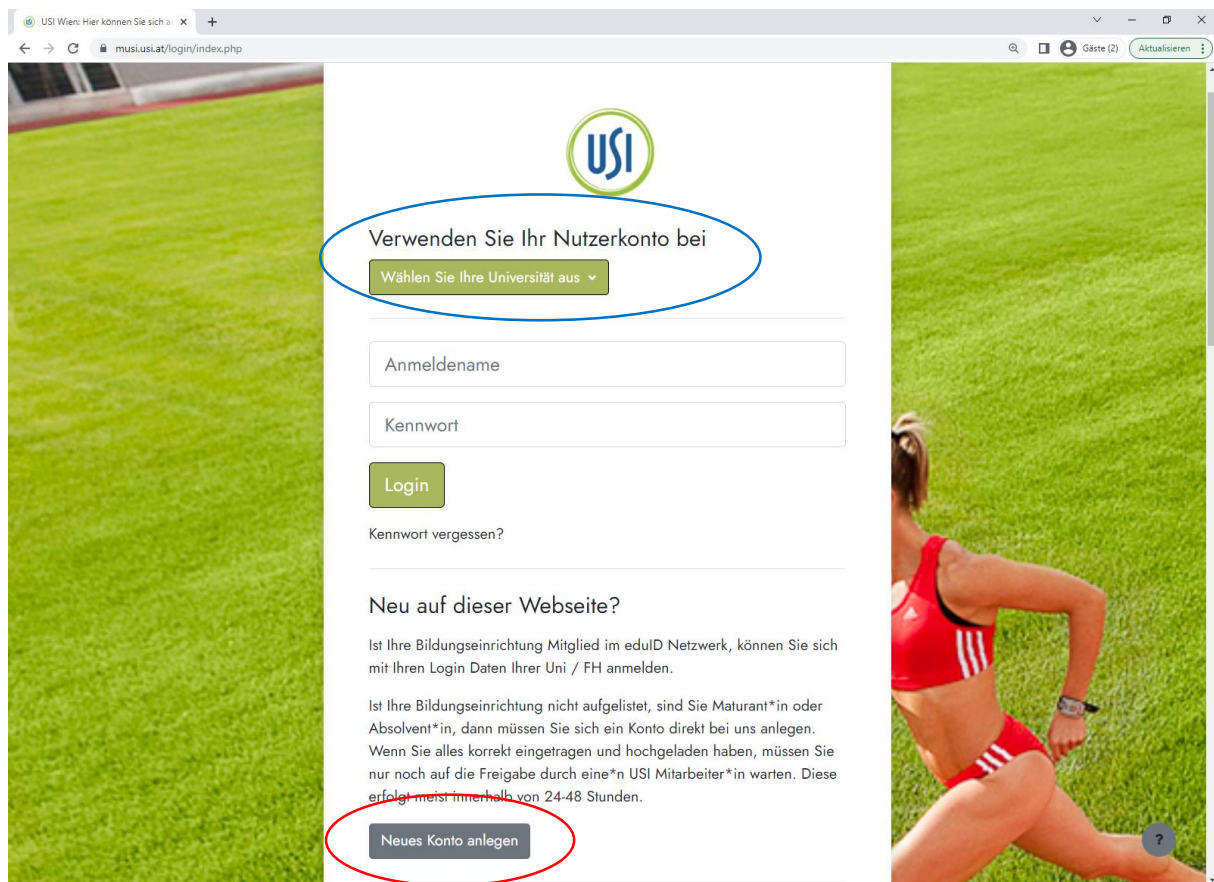 USI Wien: Hier können Sie sich a
musi.usi.at/login/index.php
Gäste (2)
Aktualisieren
USI
Verwenden Sie Ihr Nutzerkonto bei
Wählen Sie Ihre Universität aus
Anmeldename
Kennwort
Login
Kennwort vergessen?
Neu auf dieser Webseite?
Ist Ihre Bildungseinrichtung Mitglied im eduID Netzwerk, können Sie sich
mit Ihren Login Daten Ihrer Uni / FH anmelden.
Ist Ihre Bildungseinrichtung nicht aufgelistet, sind Sie Maturant*in oder
Absolvent*in, dann müssen Sie sich ein Konto direkt bei uns anlegen.
Wenn Sie alles korrekt eingetragen und hochgeladen haben, müssen Sie
nur noch auf die Freigabe durch eine*n USI Mitarbeiter*in warten. Diese
erfolgt meist innerhalb von 24-48 Stunden.
Neues Konto anlegen
?